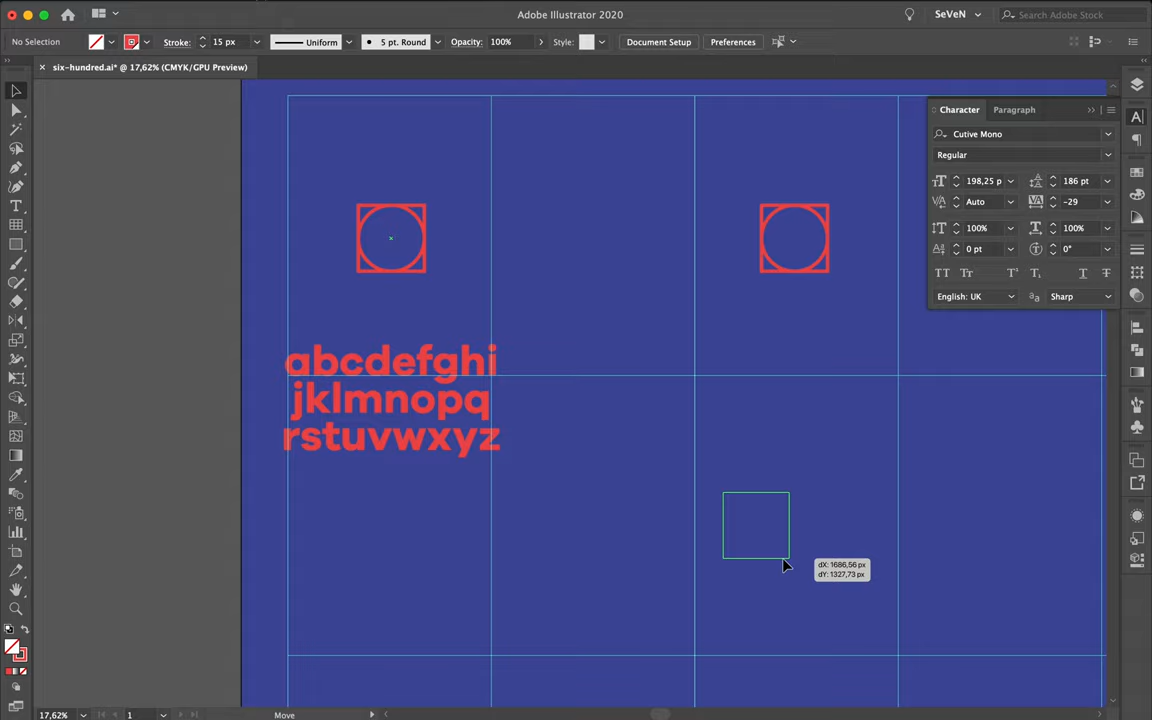 Adobe Illustrator 2020
SeVeN
Search Adobe Stock
No Selection
Stroke:
15 px
Uniform
5 pt. Round
Opacity:
100%
Style:
Document Setup
Preferences
six-hundred.ai* @ 17,62% (CMYK/GPU Preview)
Character
Paragraph
Cutive Mono
Regular
198,25 p
186 pt
Auto
-29
100%
100%
0 pt
0°
English: UK
Sharp
abcdefghi
jklmnopq
rstuvwxyz
dX: 1686,56 px
dY: 1327,73 px
17,62%
1
Move